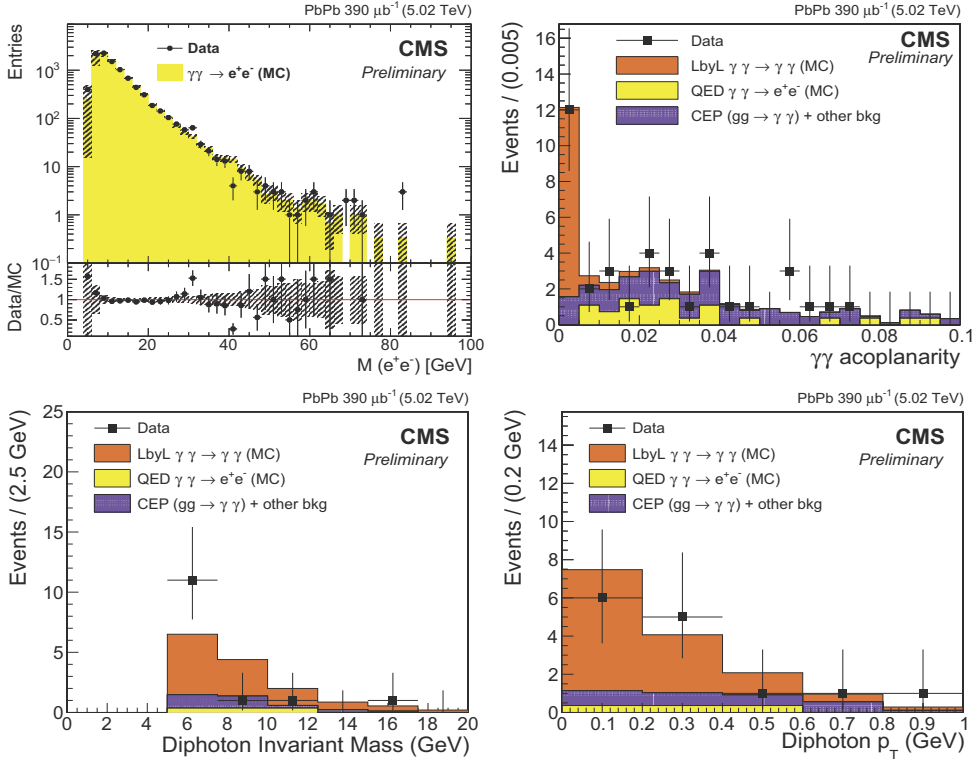 PbPb 390 μb⁻¹ (5.02 TeV)
Entries
10³
10²
10
1
10⁻¹
Data
γγ → e⁺e⁻ (MC)
CMS
Preliminary
Data/MC
1.5
1
0.5
0 20 40 60 80 100
M (e⁺e⁻) [GeV]
PbPb 390 μb⁻¹ (5.02 TeV)
Events / (0.005)
16
14
12
10
8
6
4
2
0
Data
LbyL γ γ → γ γ (MC)
QED γ γ → e⁺e⁻ (MC)
CEP (gg → γ γ) + other bkg
CMS
Preliminary
0 0.02 0.04 0.06 0.08 0.1
γγ acoplanarity
PbPb 390 μb⁻¹ (5.02 TeV)
Events / (2.5 GeV)
25
20
15
10
5
0
Data
LbyL γ γ → γ γ (MC)
QED γ γ → e⁺e⁻ (MC)
CEP (gg → γ γ) + other bkg
CMS
Preliminary
0 2 4 6 8 10 12 14 16 18 20
Diphoton Invariant Mass (GeV)
PbPb 390 μb⁻¹ (5.02 TeV)
Events / (0.2 GeV)
14
12
10
8
6
4
2
0
Data
LbyL γ γ → γ γ (MC)
QED γ γ → e⁺e⁻ (MC)
CEP (gg → γ γ) + other bkg
CMS
Preliminary
0 0.1 0.2 0.3 0.4 0.5 0.6 0.7 0.8 0.9 1
Diphoton p_T (GeV)